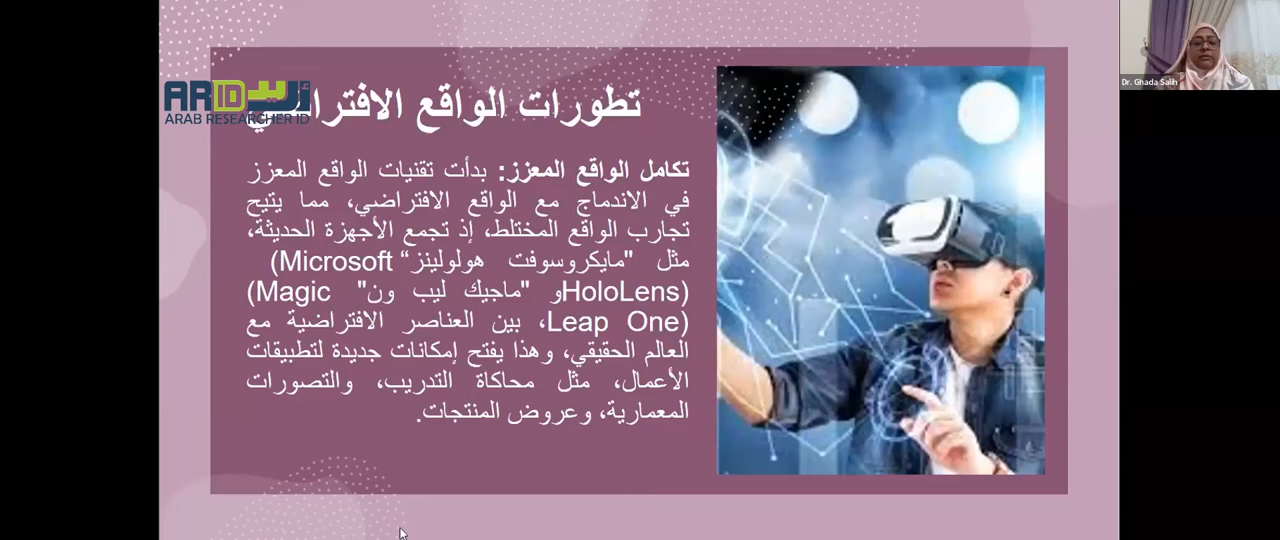 تطورات الواقع
تكامل الواقع المعزز: بدأت تقنيات الواقع المعزز
في الاندماج مع الواقع الافتراضي، مما يتيح
تجارب الواقع المختلط، إذ تجمع الأجهزة الحديثة،
مثل "مايكروسوفت هولولينز“ Microsoft)
(HoloLensو "ماجيك ليب ون" (Magic
Leap One)، بين العناصر الافتراضية مع
العالم الحقيقي، وهذا يفتح إمكانات جديدة لتطبيقات
الأعمال، مثل محاكاة التدريب، والتصورات
المعمارية، وعروض المنتجات.
ARID أريد
ARAB RESEARCHER ID
Dr. Ghada Salih